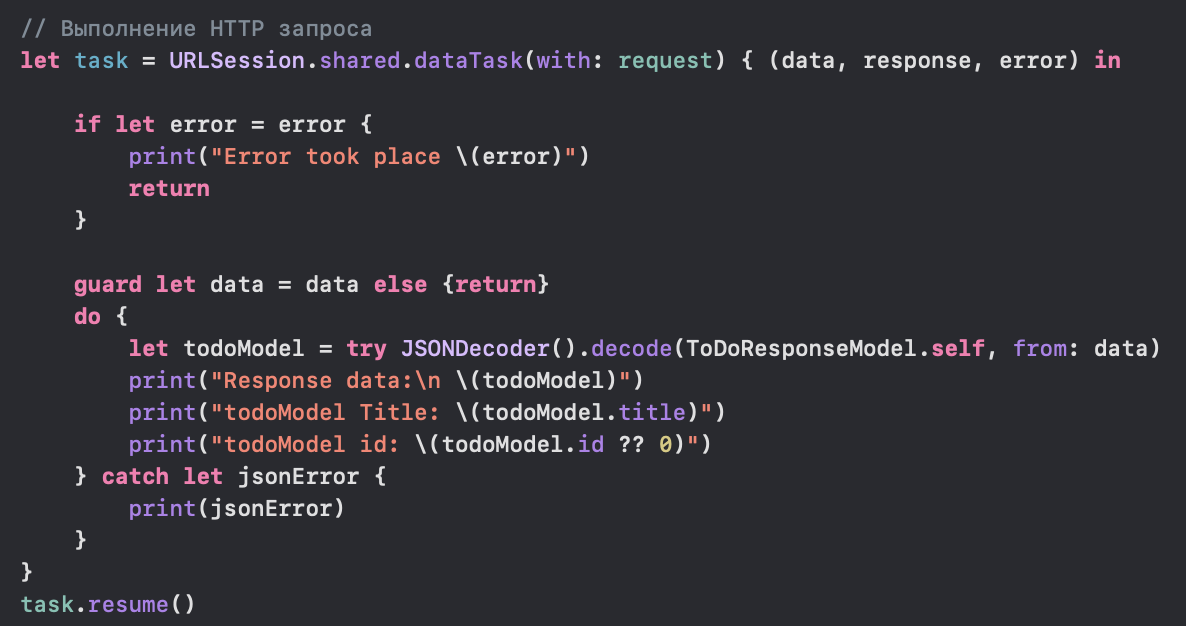 // Выполнение HTTP запроса
let task = URLSession.shared.dataTask(with: request) { (data, response, error) in
    if let error = error {
        print("Error took place \(error)")
        return
    }
    guard let data = data else {return}
    do {
        let todoModel = try JSONDecoder().decode(ToDoResponseModel.self, from: data)
        print("Response data:\n \(todoModel)")
        print("todoModel Title: \(todoModel.title)")
        print("todoModel id: \(todoModel.id ?? 0)")
    } catch let jsonError {
        print(jsonError)
    }
}
task.resume()